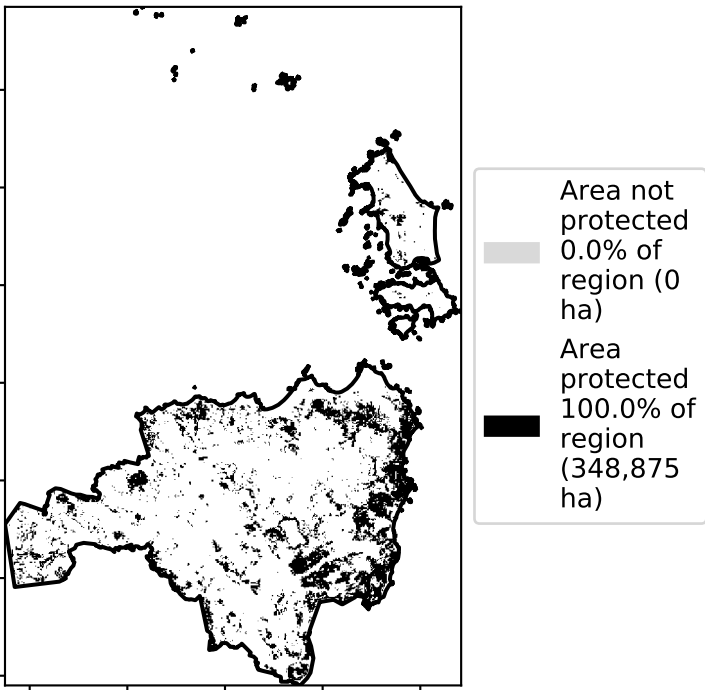 Area not
protected
0.0% of
region (0
ha)
Area
protected
100.0% of
region
(348,875
ha)